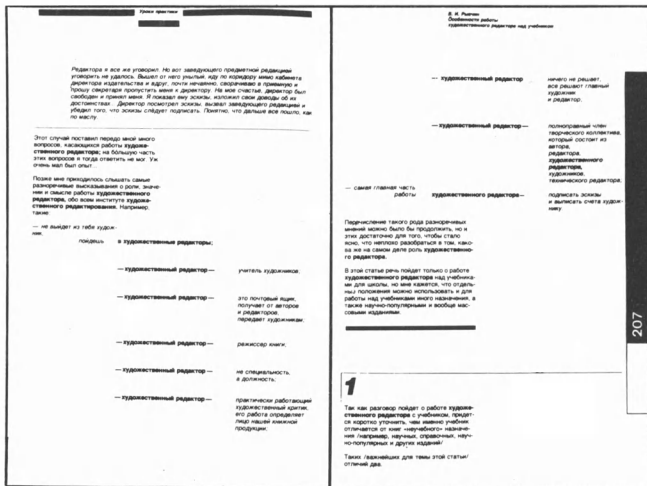 Уроки практики
Редактора я все же уговорил. Но вот заведующего предметной редакцией
уговорить не удалось. Вышел от него унылый, иду по коридору мимо кабинета
директора издательства и вдруг, почти нечаянно, сворачиваю в приемную и
прошу секретаря пропустить меня к директору. На мое счастье, директор был
свободен и принял меня. Я показал ему эскизы, изложил свои доводы об их
достоинствах. Директор посмотрел эскизы, вызвал заведующего редакцией и
убедил того, что эскизы следует подписать. Понятно, что дальше все пошло, как
по маслу.
Этот случай поставил передо мной много
вопросов, касающихся работы художе-
ственного редактора; на бо́льшую часть
этих вопросов я тогда ответить не мог. Уж
очень мал был опыт...
Позже мне приходилось слышать самые
разноречивые высказывания о роли, значе-
нии и смысле работы художественного
редактора, обо всем институте художе-
ственного редактирования. Например,
такие:
— не выйдет из тебя худож-
ник,
пойдешь в художественные редакторы;
— художественный редактор — учитель художников;
— художественный редактор — это почтовый ящик,
получает от авторов
и редакторов,
передает художникам;
— художественный редактор — режиссер книги;
— художественный редактор — не специальность,
а должность;
— художественный редактор — практически работающий
художественный критик,
его работа определяет
лицо нашей книжной
продукции;
В. И. Рывчин
Особенности работы
художественного редактора над учебником
— художественный редактор ничего не решает,
все решают главный
художник
и редактор;
— художественный редактор — полноправный член
творческого коллектива,
который состоит из
автора,
редактора,
художественного
редактора,
художников,
технического редактора;
— самая главная часть
работы художественного редактора — подписать эскизы
и выписать счета худож-
нику.
Перечисление такого рода разноречивых
мнений можно было бы продолжить, но и
этих достаточно для того, чтобы стало
ясно, что неплохо разобраться в том, како-
ва же на самом деле роль художественно-
го редактора.
В этой статье речь пойдет только о работе
художественного редактора над учебника-
ми для школы, но мне кажется, что отдель-
ные положения можно использовать и для
работы над учебниками иного назначения, а
также научно-популярными и вообще мас-
совыми изданиями.
207
1
Так как разговор пойдет о работе художе-
ственного редактора с учебником, придет-
ся коротко уточнить, чем именно учебник
отличается от книг «неучебного» назначе-
ния /например, научных, справочных, науч-
но-популярных и других изданий/.
Таких /важнейших для темы этой статьи/
отличий два.